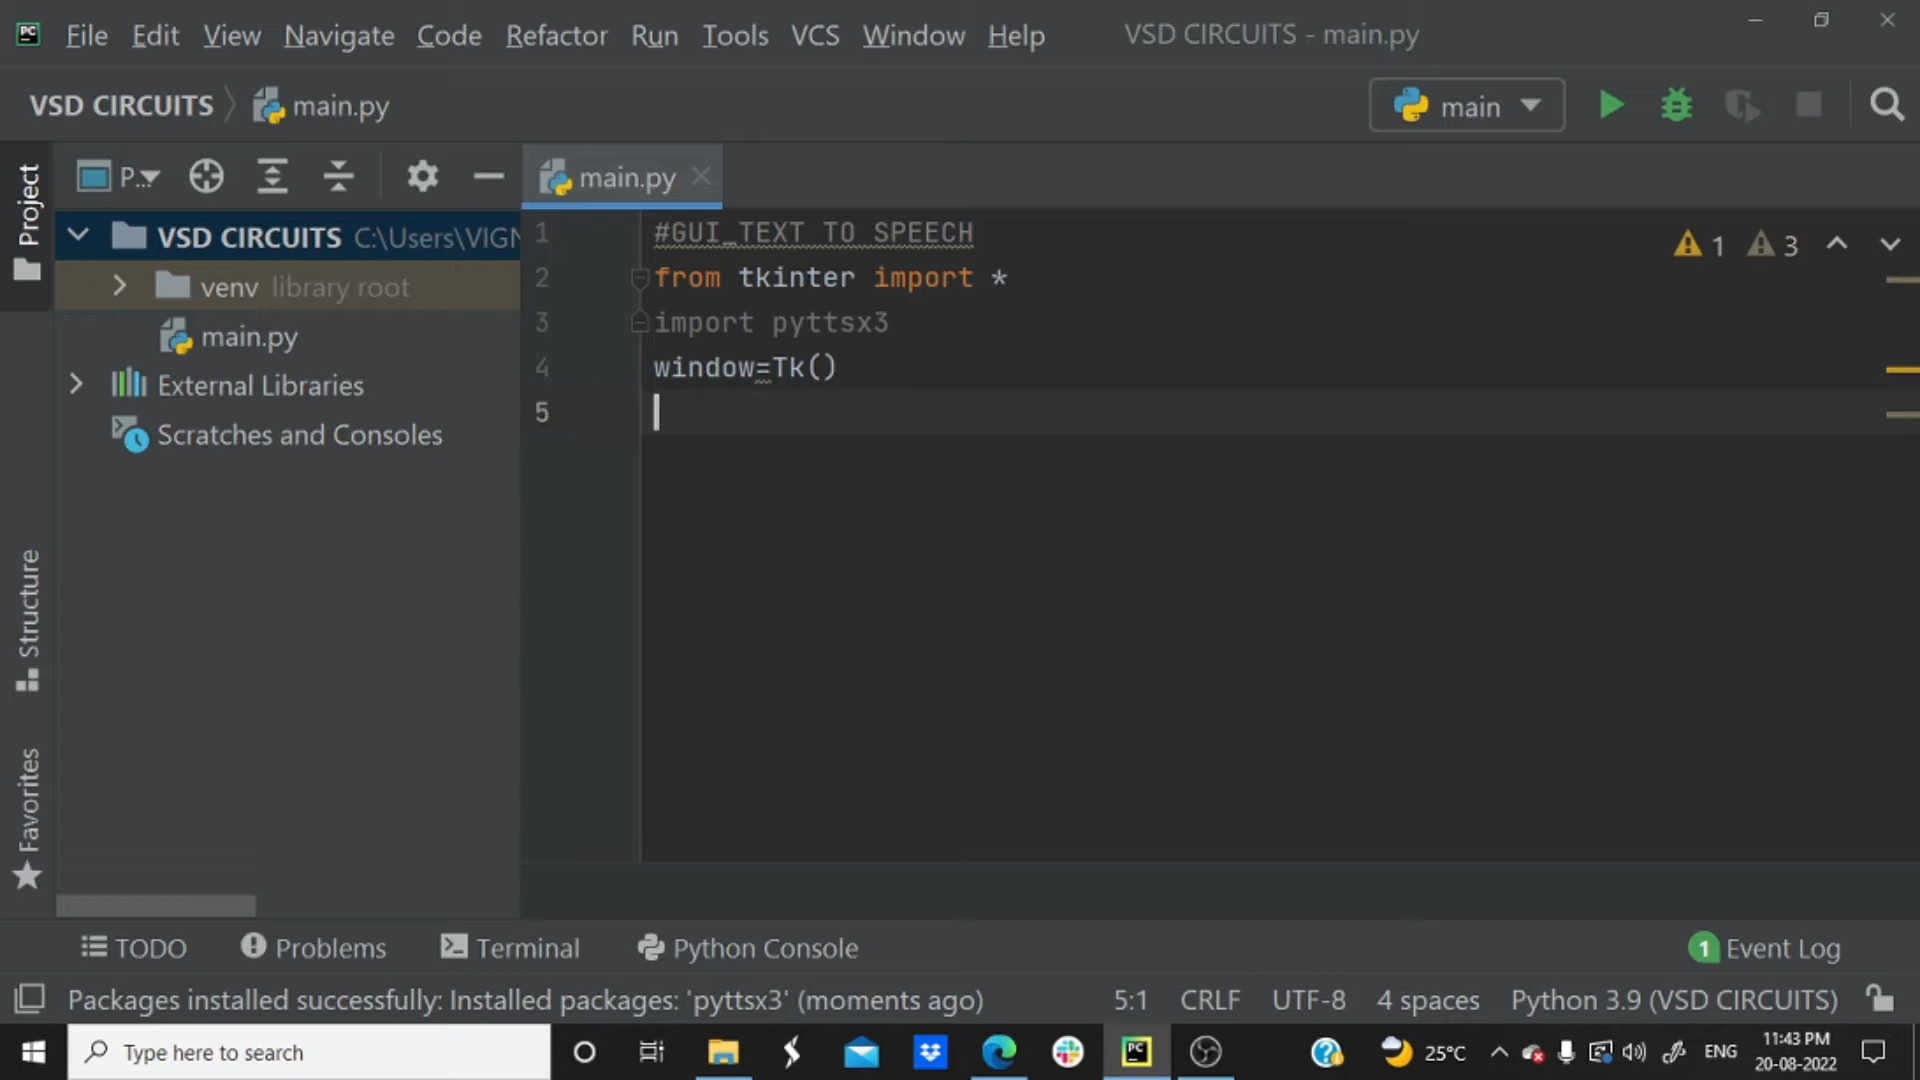 PC File Edit View Navigate Code Refactor Run Tools VCS Window Help VSD CIRCUITS - main.py
VSD CIRCUITS main.py main
Project P... main.py
VSD CIRCUITS C:\Users\VIGN
venv library root
main.py
External Libraries
Scratches and Consoles
1 #GUI_TEXT TO SPEECH
2 from tkinter import *
3 import pyttsx3
4 window=Tk()
5
1 3
Structure
Favorites
TODO Problems Terminal Python Console 1 Event Log
Packages installed successfully: Installed packages: 'pyttsx3' (moments ago) 5:1 CRLF UTF-8 4 spaces Python 3.9 (VSD CIRCUITS)
Type here to search PC 25°C ENG 11:43 PM
20-08-2022